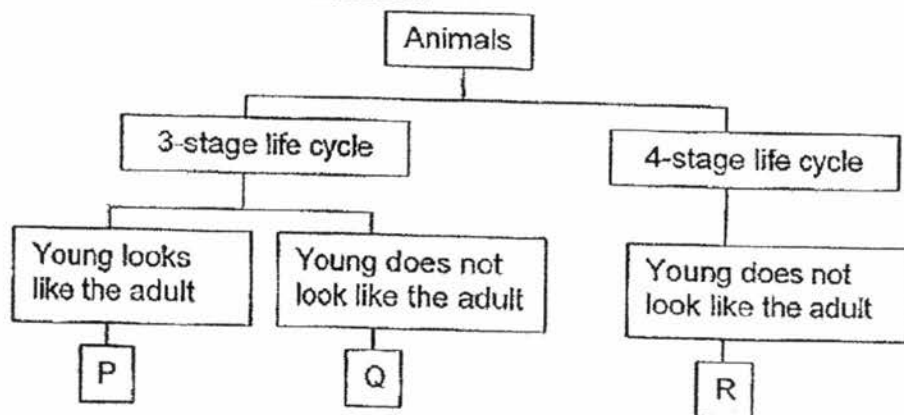 Animals
3-stage life cycle
4-stage life cycle
Young looks
like the adult
Young does not
look like the adult
Young does not
look like the adult
P
Q
R